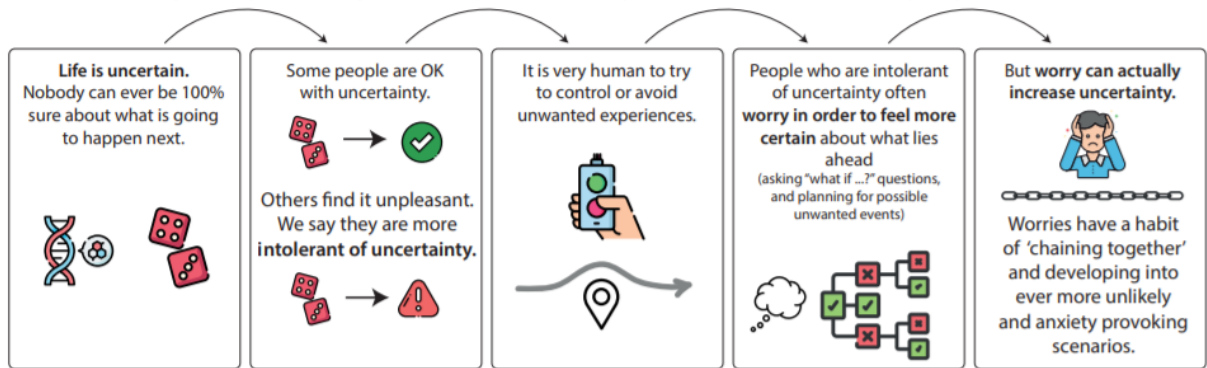 Life is uncertain.
Nobody can ever be 100%
sure about what is going
to happen next.
Some people are OK
with uncertainty.
Others find it unpleasant.
We say they are more
intolerant of uncertainty.
It is very human to try
to control or avoid
unwanted experiences.
People who are intolerant
of uncertainty often
worry in order to feel more
certain about what lies
ahead
(asking “what if ...?” questions,
and planning for possible
unwanted events)
But worry can actually
increase uncertainty.
Worries have a habit
of ‘chaining together’
and developing into
ever more unlikely
and anxiety provoking
scenarios.